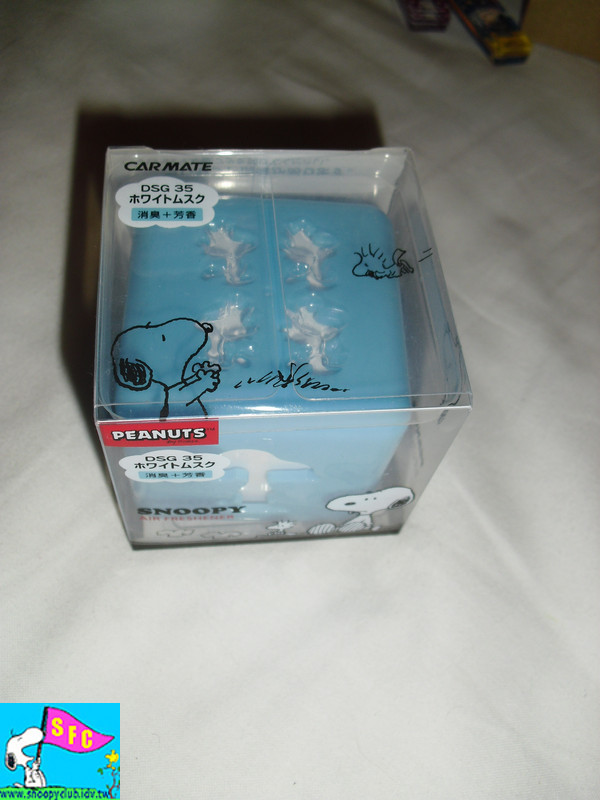 CARMATE
DSG 35
ホワイトムスク
消臭+芳香
PEANUTS
DSG 35
ホワイトムスク
消臭+芳香
SNOOPY
AIR FRESHENER
SFC
www.snoopyclub.idv.tw